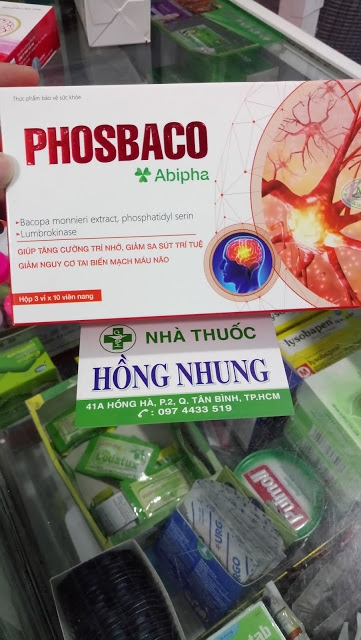 Thực phẩm bảo vệ sức khỏe
PHOSBACO
Abipha
Bacopa monnieri extract, phosphatidyl serin
Lumbrokinase
GIÚP TĂNG CƯỜNG TRÍ NHỚ, GIẢM SA SÚT TRÍ TUỆ
GIẢM NGUY CƠ TAI BIẾN MẠCH MÁU NÃO
Hộp 3 vỉ x 10 viên nang
NHÀ THUỐC
HỒNG NHUNG
41A HỒNG HÀ, P.2, Q. TÂN BÌNH, TP.HCM
: 097 4433 519
lysobapen
URGO